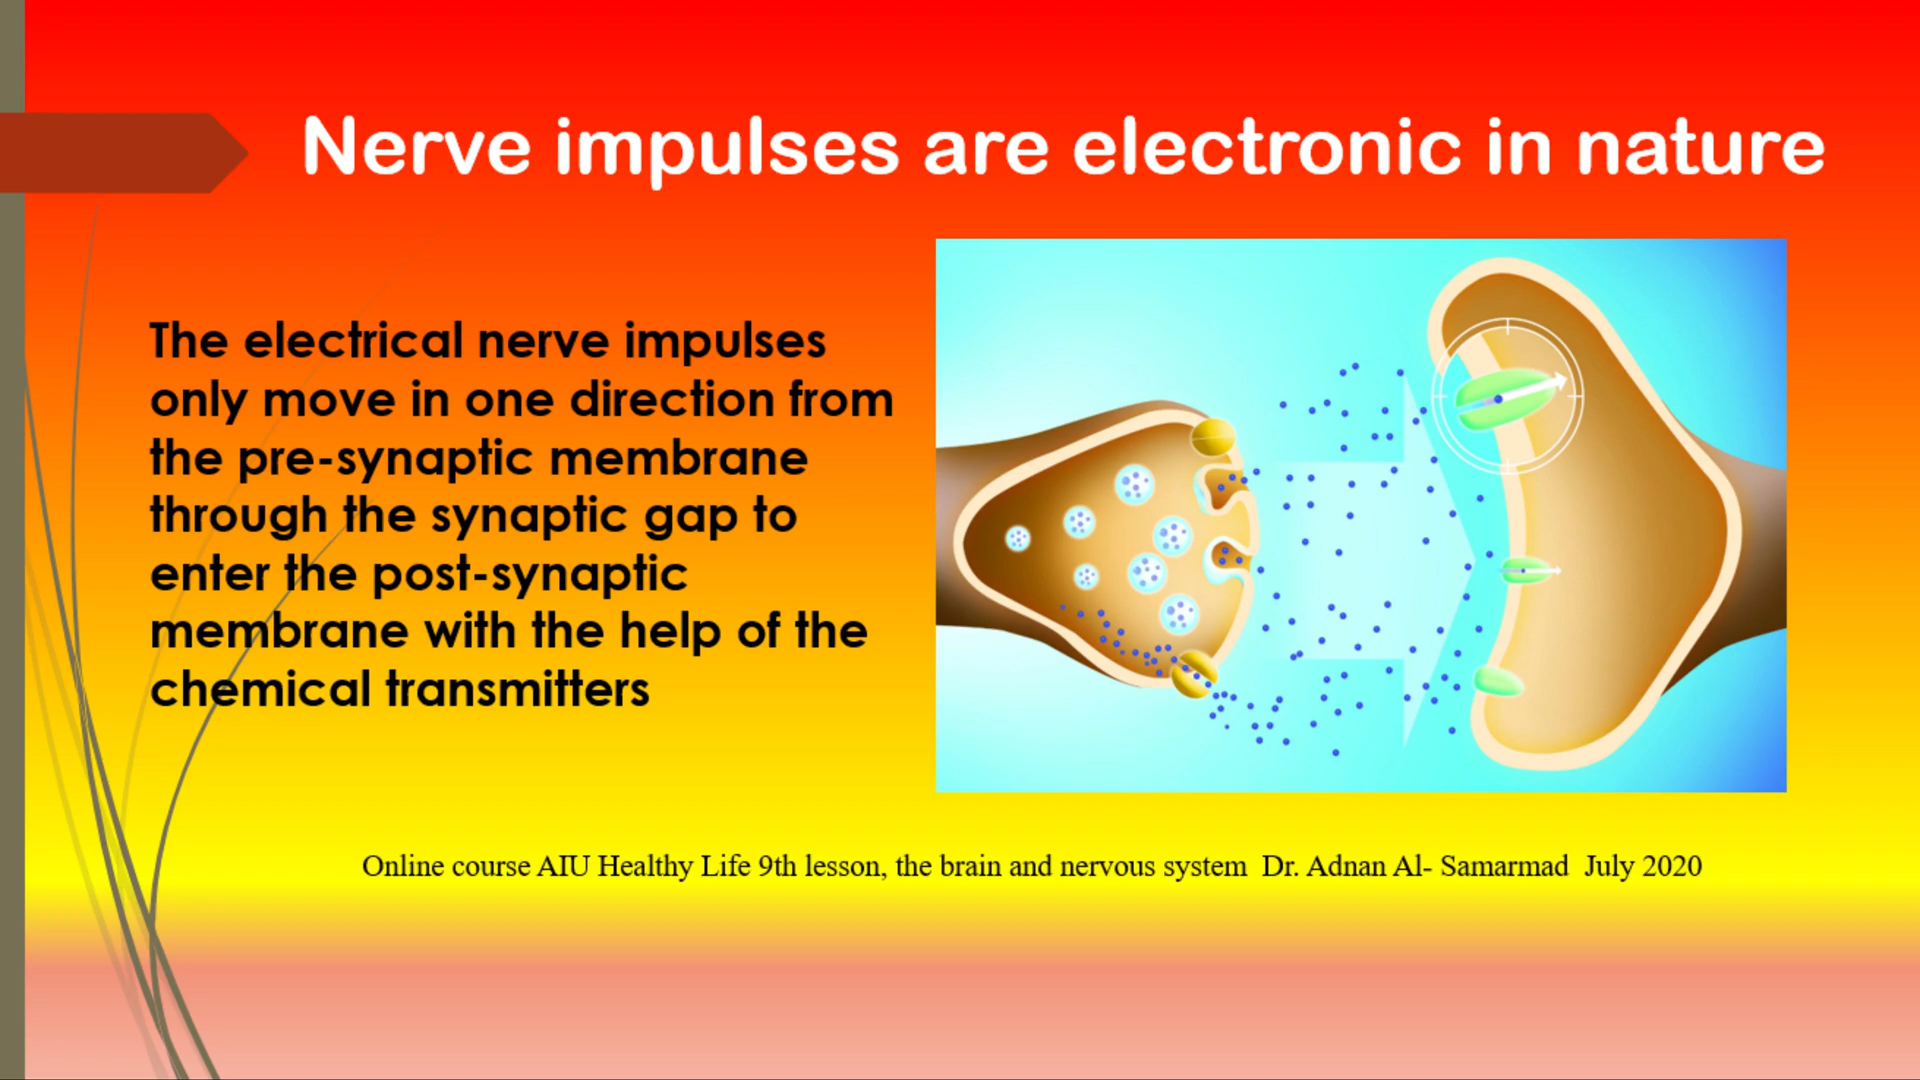 Nerve impulses are electronic in nature
The electrical nerve impulses
only move in one direction from
the pre-synaptic membrane
through the synaptic gap to
enter the post-synaptic
membrane with the help of the
chemical transmitters
Online course AIU Healthy Life 9th lesson, the brain and nervous system  Dr. Adnan Al- Samarmad  July 2020